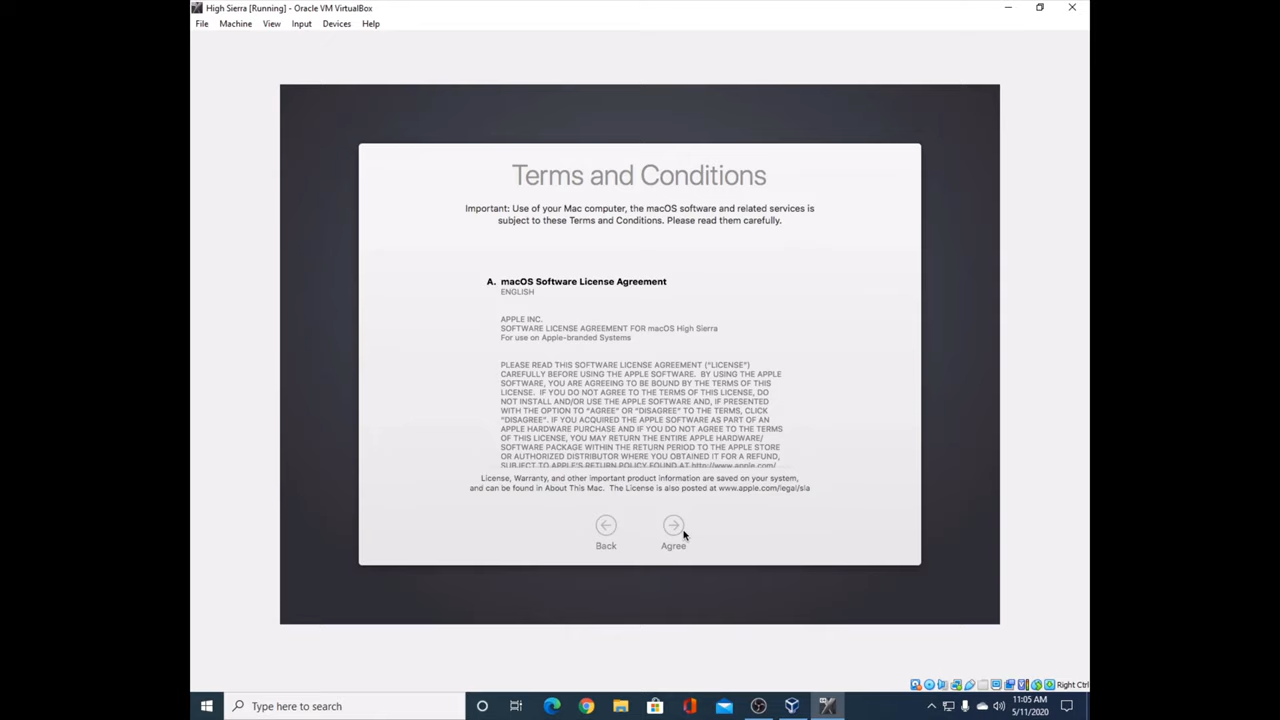 High Sierra [Running] - Oracle VM VirtualBox
File Machine View Input Devices Help
Terms and Conditions
Important: Use of your Mac computer, the macOS software and related services is
subject to these Terms and Conditions. Please read them carefully.
A. macOS Software License Agreement
ENGLISH
APPLE INC.
SOFTWARE LICENSE AGREEMENT FOR macOS High Sierra
For use on Apple-branded Systems
PLEASE READ THIS SOFTWARE LICENSE AGREEMENT ("LICENSE")
CAREFULLY BEFORE USING THE APPLE SOFTWARE. BY USING THE APPLE
SOFTWARE, YOU ARE AGREEING TO BE BOUND BY THE TERMS OF THIS
LICENSE. IF YOU DO NOT AGREE TO THE TERMS OF THIS LICENSE, DO
NOT INSTALL AND/OR USE THE APPLE SOFTWARE AND, IF PRESENTED
WITH THE OPTION TO "AGREE" OR "DISAGREE" TO THE TERMS, CLICK
"DISAGREE". IF YOU ACQUIRED THE APPLE SOFTWARE AS PART OF AN
APPLE HARDWARE PURCHASE AND IF YOU DO NOT AGREE TO THE TERMS
OF THIS LICENSE, YOU MAY RETURN THE ENTIRE APPLE HARDWARE/
SOFTWARE PACKAGE WITHIN THE RETURN PERIOD TO THE APPLE STORE
OR AUTHORIZED DISTRIBUTOR WHERE YOU OBTAINED IT FOR A REFUND,
SUBJECT TO APPLE'S RETURN POLICY FOUND AT http://www.apple.com/
License, Warranty, and other important product information are saved on your system,
and can be found in About This Mac. The License is also posted at www.apple.com/legal/sla
Back Agree
Right Ctrl
Type here to search
11:05 AM
5/11/2020